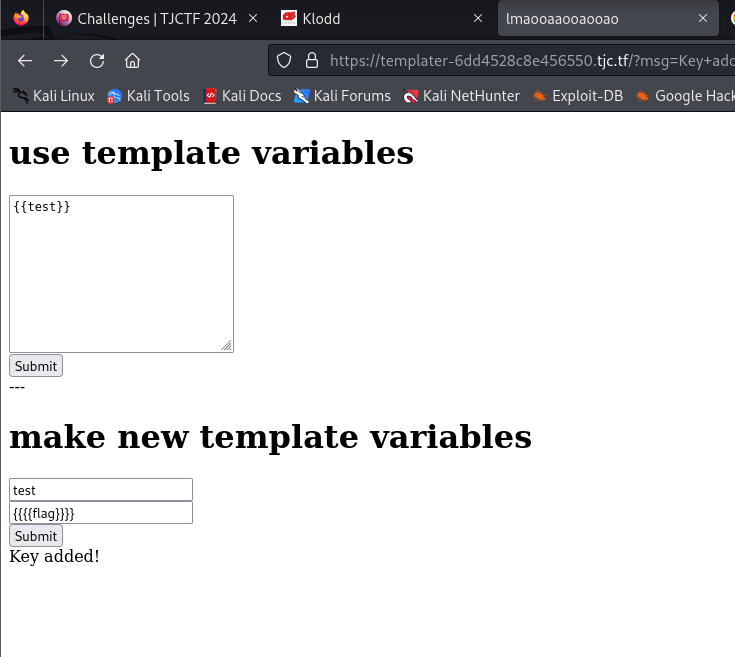 Challenges | TJCTF 2024
Klodd
lmaooaaooaooao
https://templater-6dd4528c8e456550.tjc.tf/?msg=Key+add
Kali Linux Kali Tools Kali Docs Kali Forums Kali NetHunter Exploit-DB Google Hack
use template variables
{{test}}
Submit
---
make new template variables
test
{{{{flag}}}}
Submit
Key added!